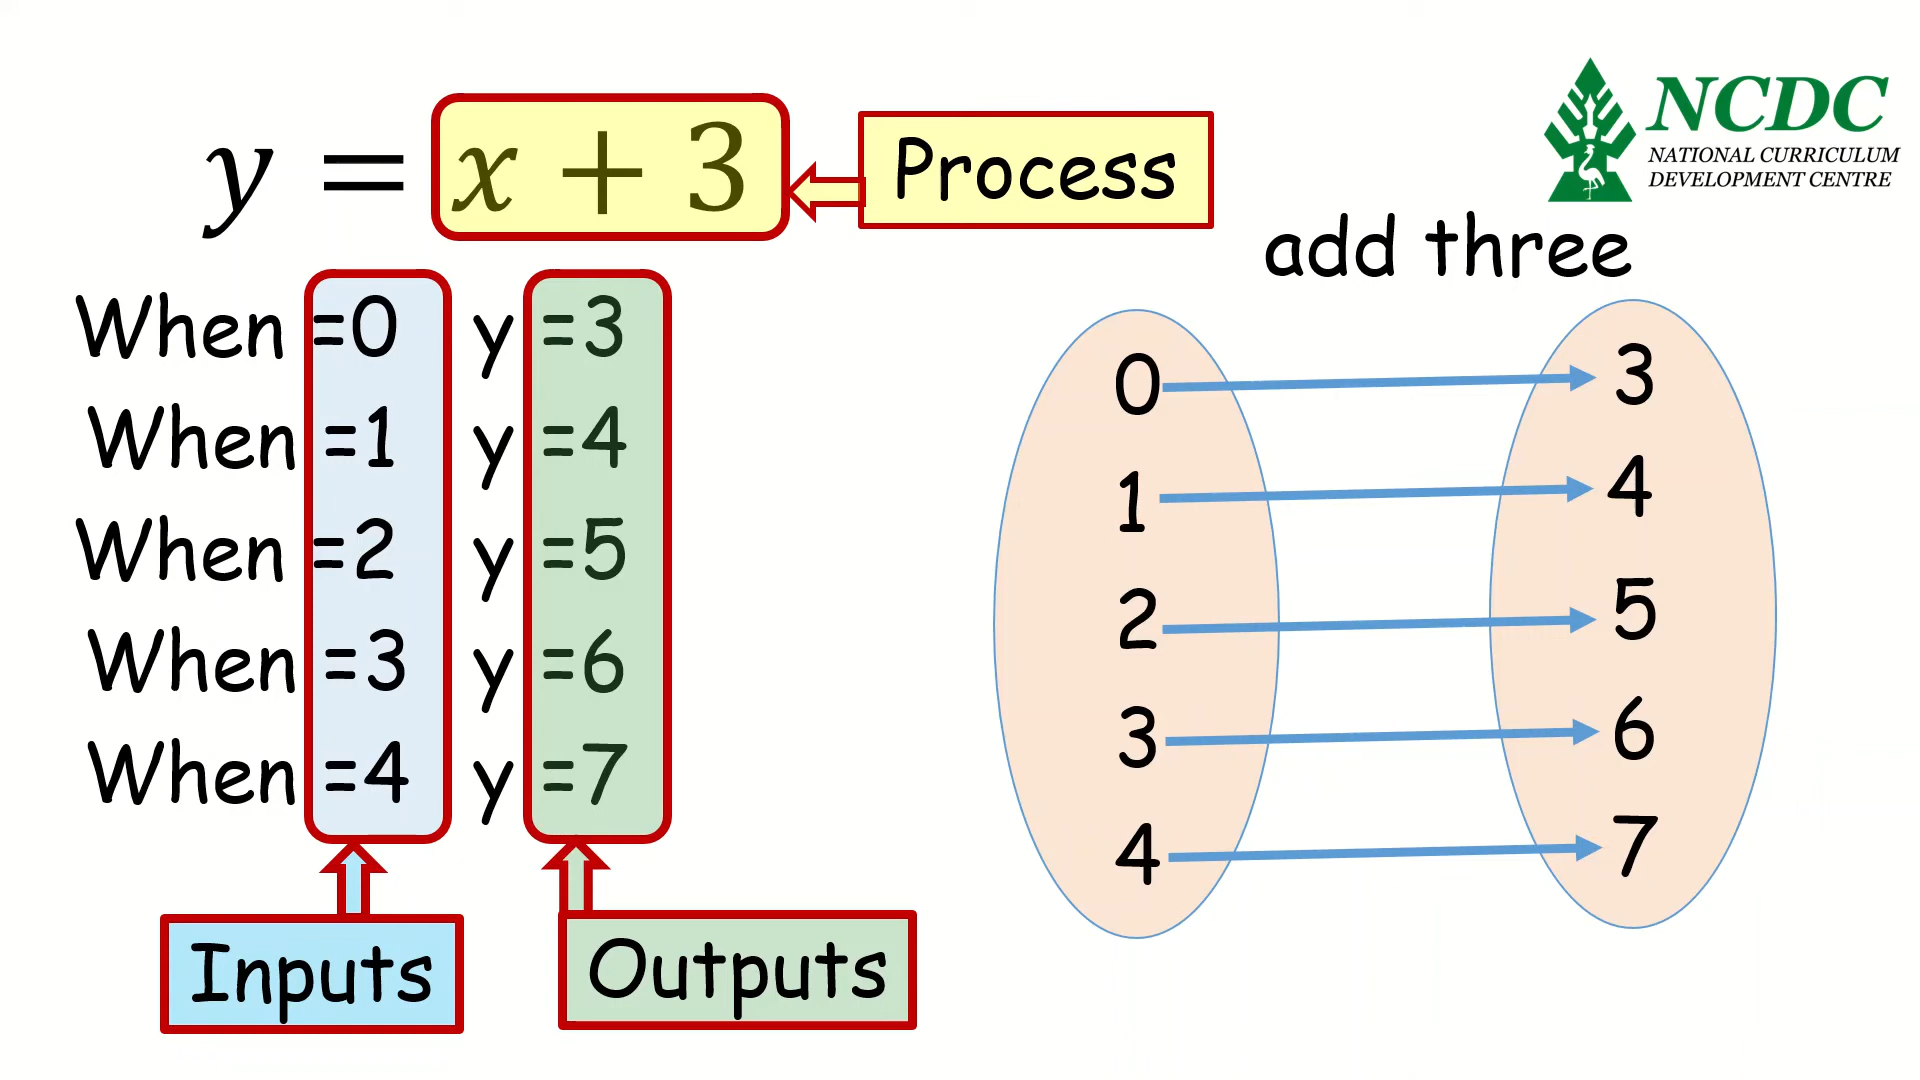 y = x + 3
Process
NCDC
NATIONAL CURRICULUM
DEVELOPMENT CENTRE
When =0 y =3
When =1 y =4
When =2 y =5
When =3 y =6
When =4 y =7
Inputs
Outputs
add three
0 3
1 4
2 5
3 6
4 7